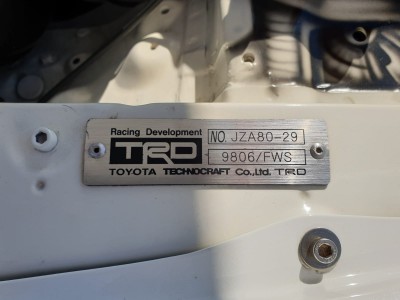 Racing Development
TRD
NO. JZA80-29
9806/FWS
TOYOTA TECHNOCRAFT Co.,Ltd. TRD